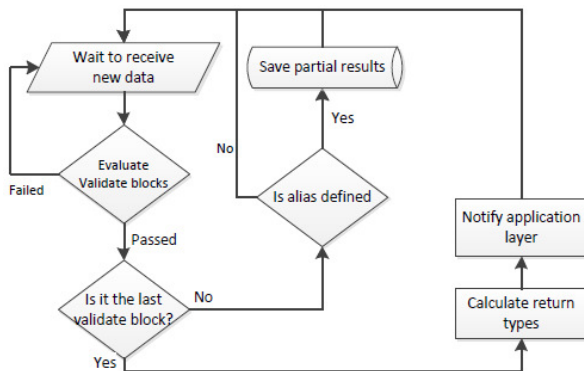 Wait to receive
new data
Save partial results
Yes
No
Evaluate
Validate blocks
Failed
Is alias defined
Notify application
layer
Passed
Is it the last
validate block?
No
Calculate return
types
Yes